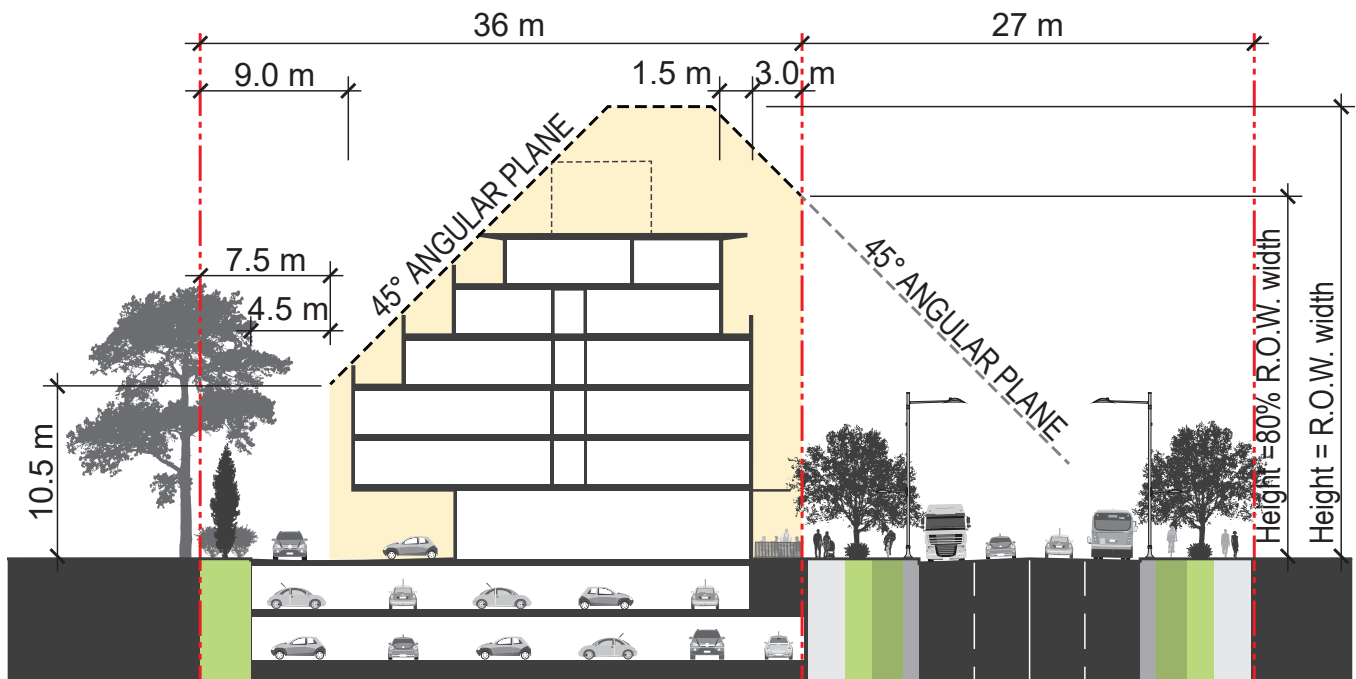 36 m
27 m
9.0 m
1.5 m
3.0 m
45° ANGULAR PLANE
7.5 m
4.5 m
45° ANGULAR PLANE
10.5 m
Height =80% R.O.W. width
Height = R.O.W. width